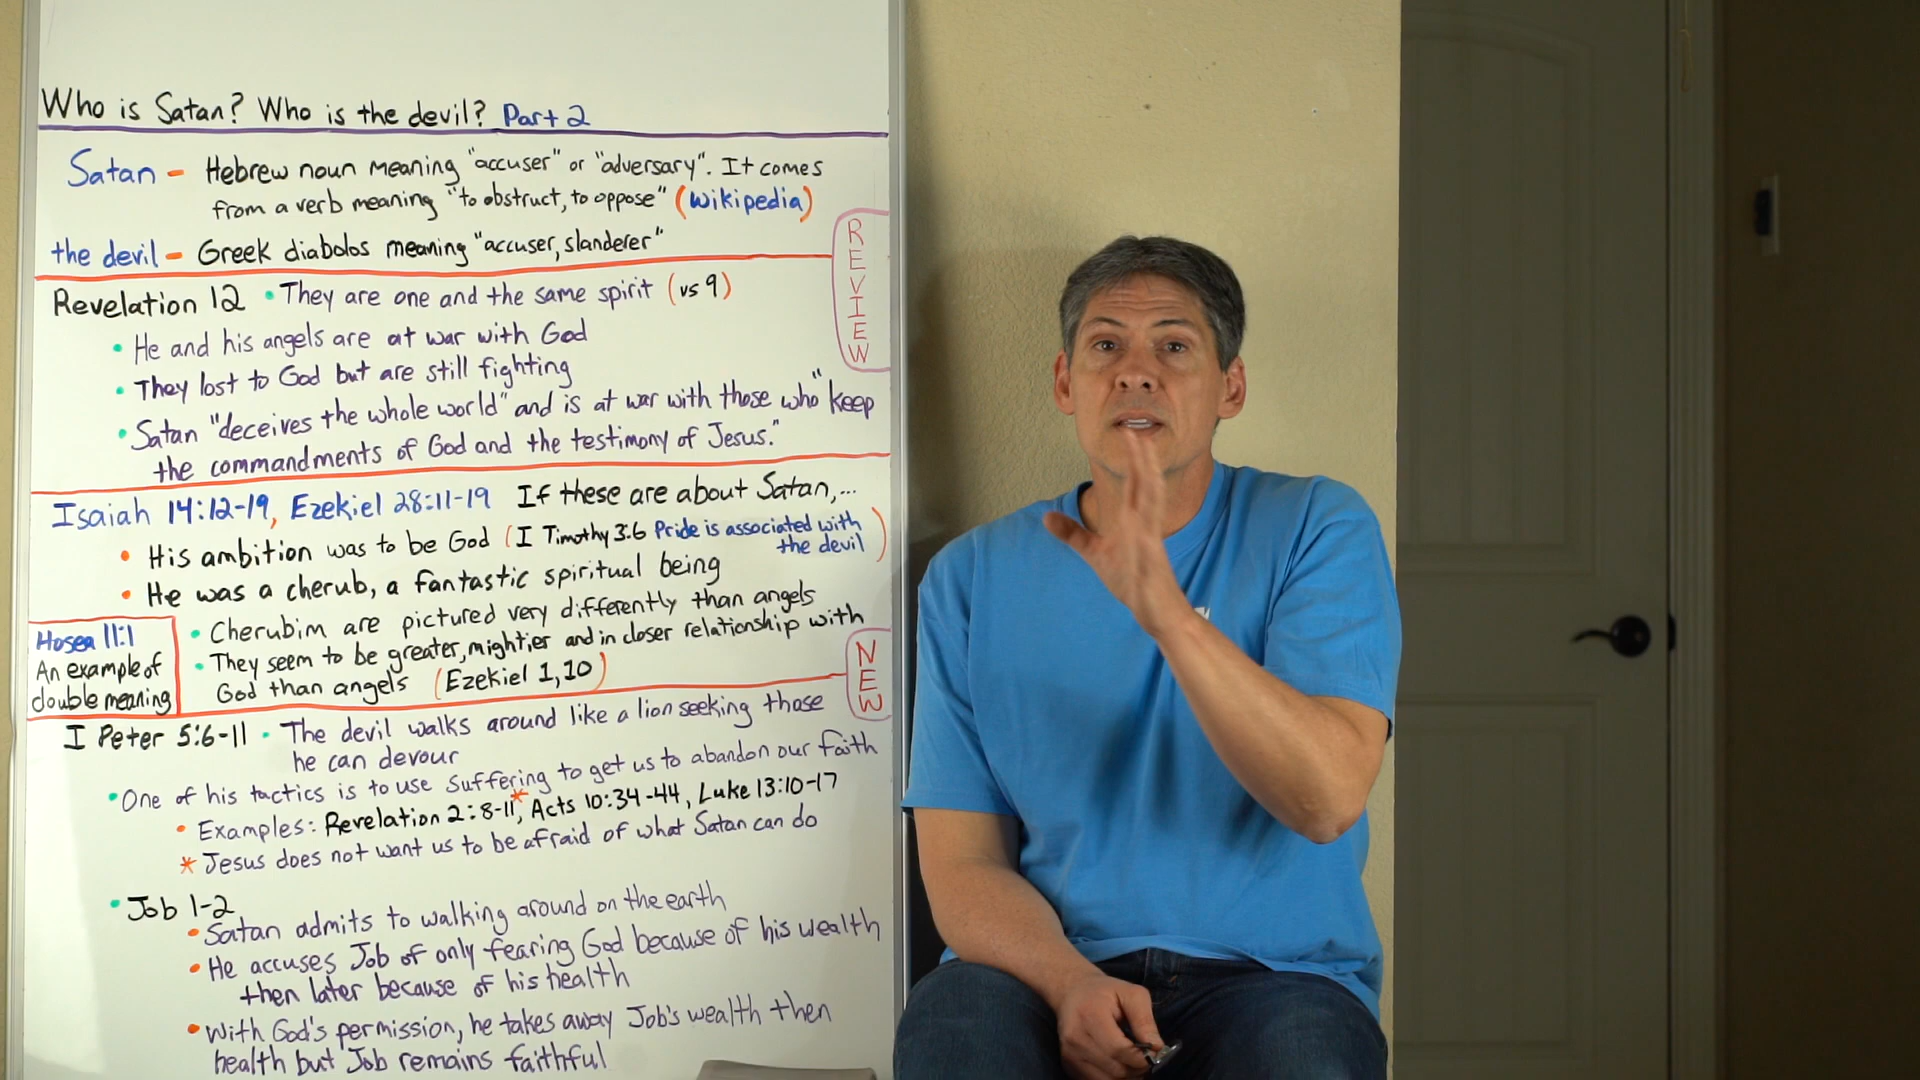 Who is Satan? Who is the devil? Part 2
Satan - Hebrew noun meaning "accuser" or "adversary". It comes
from a verb meaning "to obstruct, to oppose" (Wikipedia)
the devil - Greek diabolos meaning "accuser, slanderer"
REVIEW
Revelation 12 • They are one and the same spirit (vs 9)
• He and his angels are at war with God
• They lost to God but are still fighting
• Satan "deceives the whole world" and is at war with those who "keep
the commandments of God and the testimony of Jesus."
Isaiah 14:12-19, Ezekiel 28:11-19 If these are about Satan,...
• His ambition was to be God (I Timothy 3:6 Pride is associated with
the devil)
• He was a cherub, a fantastic spiritual being
• Cherubim are pictured very differently than angels
• They seem to be greater, mightier and in closer relationship with
God than angels (Ezekiel 1,10)
Hosea 11:1
An example of
double meaning
NEW
I Peter 5:6-11 • The devil walks around like a lion seeking those
he can devour
• One of his tactics is to use suffering to get us to abandon our faith
• Examples: Revelation 2:8-11*, Acts 10:34-44, Luke 13:10-17
* Jesus does not want us to be afraid of what Satan can do
• Job 1-2
• Satan admits to walking around on the earth
• He accuses Job of only fearing God because of his wealth
then later because of his health
• With God's permission, he takes away Job's wealth then
health but Job remains faithful